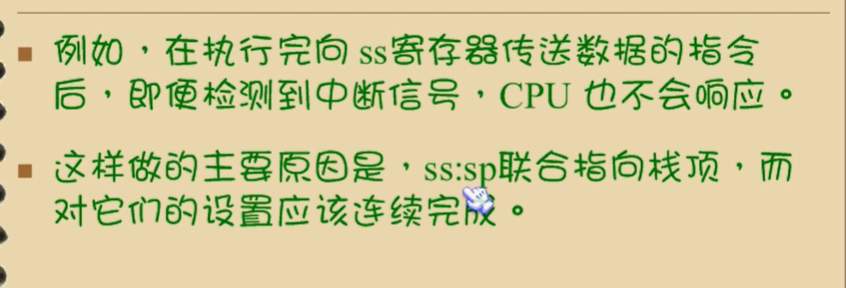 例如，在执行完向 ss寄存器传送数据的指令
后，即便检测到中断信号，CPU 也不会响应。
这样做的主要原因是，ss:sp联合指向栈顶，而
对它们的设置应该连续完成。